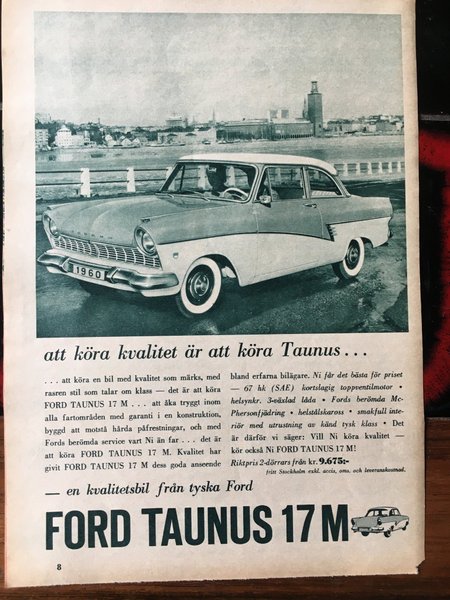 1960
att köra kvalitet är att köra Taunus...
... att köra en bil med kvalitet som märks, med
rasren stil som talar om klass — det är att köra
FORD TAUNUS 17 M ... att åka tryggt inom
alla fartområden med garanti i en konstruktion,
byggd att motstå hårda påfrestningar, och med
Fords berömda service vart Ni än far ... det är
att köra FORD TAUNUS 17 M. Kvalitet har
givit FORD TAUNUS 17 M dess goda anseende
bland erfarna bilägare. Ni får det bästa för priset
— 67 hk (SAE) kortslagig toppventilmotor •
helsynkr. 3-växlad låda • Fords berömda Mc-
Phersonfjädring • helstålskaross • smakfull inte-
riör med utrustning av känd tysk klass • Det
är därför vi säger: Vill Ni köra kvalitet —
kör också Ni FORD TAUNUS 17 M!
Riktpris 2-dörrars från kr. 9.675:-
fritt Stockholm exkl. accis, oms. och leveranskostnad.
— en kvalitetsbil från tyska Ford
FORD TAUNUS 17 M
8